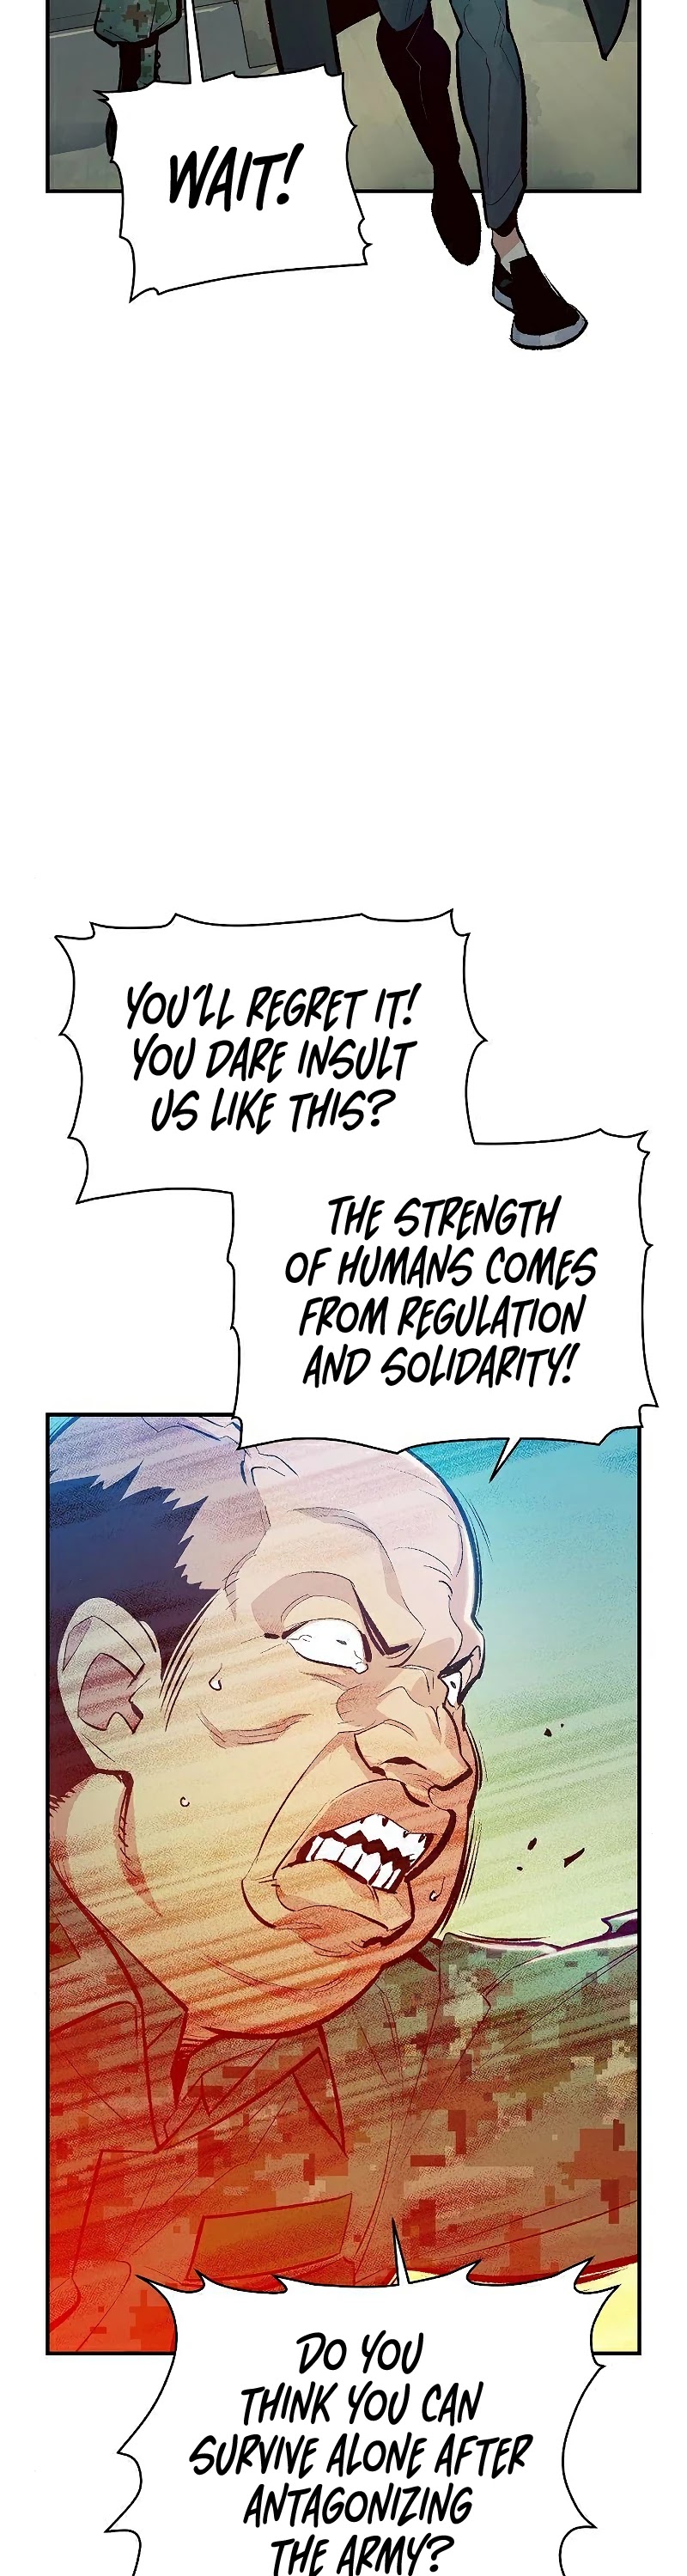 WAIT!
YOU'LL REGRET IT!
YOU DARE INSULT
US LIKE THIS?
THE STRENGTH
OF HUMANS COMES
FROM REGULATION
AND SOLIDARITY!
DO YOU
THINK YOU CAN
SURVIVE ALONE AFTER
ANTAGONIZING
THE ARMY?